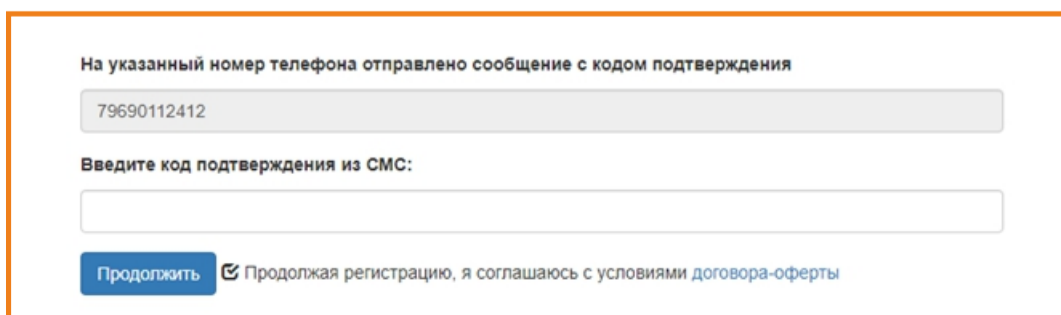 На указанный номер телефона отправлено сообщение с кодом подтверждения
79690112412
Введите код подтверждения из СМС:
Продолжить Продолжая регистрацию, я соглашаюсь с условиями договора-оферты